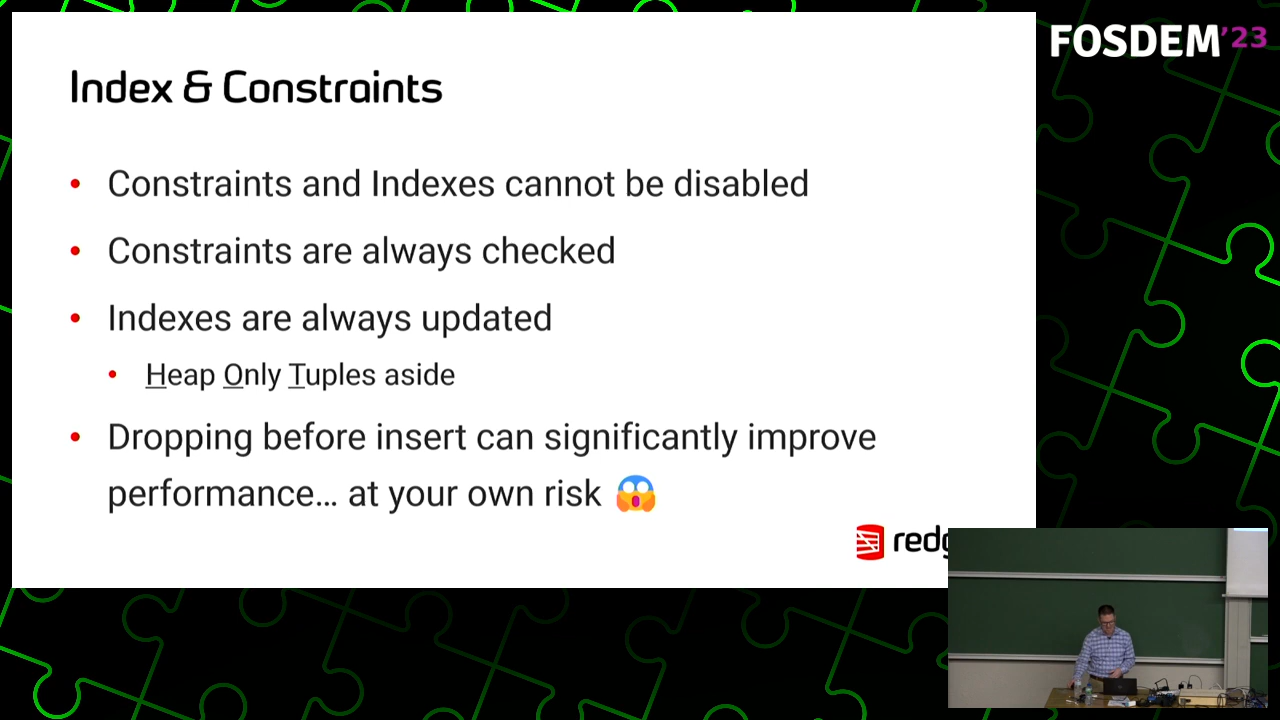 FOSDEM'23
Index & Constraints
• Constraints and Indexes cannot be disabled
• Constraints are always checked
• Indexes are always updated
• Heap Only Tuples aside
• Dropping before insert can significantly improve
performance... at your own risk 😱